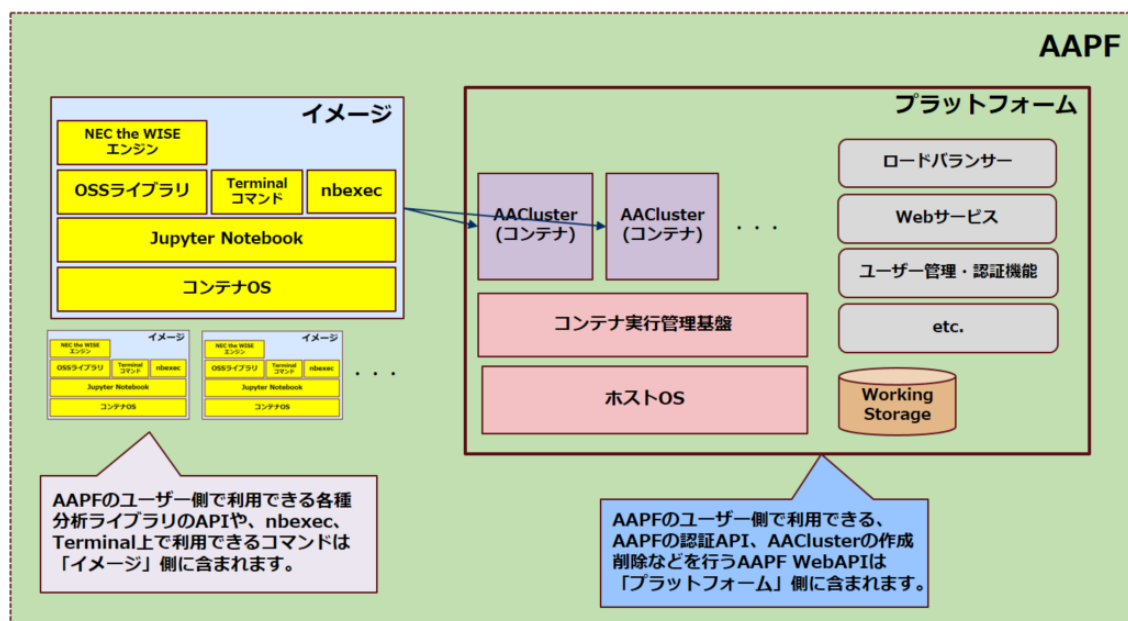 AAPF
イメージ
NEC the WISE
エンジン
OSSライブラリ
Terminal
コマンド
nbexec
Jupyter Notebook
コンテナOS
イメージ
NEC the WISE
エンジン
OSSライブラリ
Terminal
コマンド
nbexec
Jupyter Notebook
コンテナOS
イメージ
NEC the WISE
エンジン
OSSライブラリ
Terminal
コマンド
nbexec
Jupyter Notebook
コンテナOS
・・・
AAPFのユーザー側で利用できる各種
分析ライブラリのAPIや、nbexec、
Terminal上で利用できるコマンドは
「イメージ」側に含まれます。
プラットフォーム
AACluster
(コンテナ)
AACluster
(コンテナ)
・・・
コンテナ実行管理基盤
ホストOS
ロードバランサー
Webサービス
ユーザー管理・認証機能
etc.
Working
Storage
AAPFのユーザー側で利用できる、
AAPFの認証API、AAClusterの作成
削除などを行うAAPF WebAPIは
「プラットフォーム」側に含まれます。